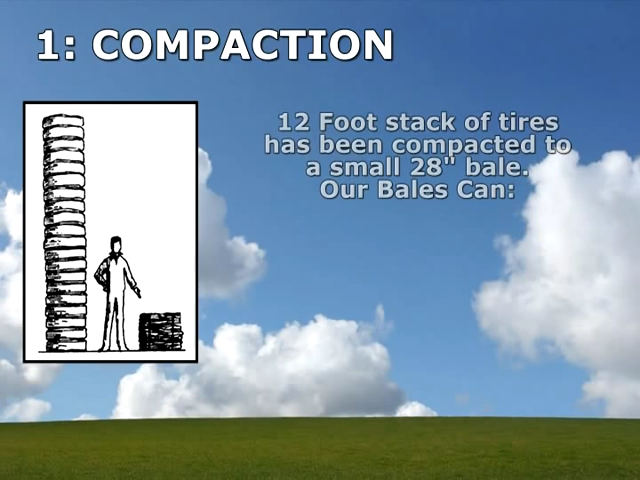 1: COMPACTION
12 Foot stack of tires
has been compacted to
a small 28" bale.
Our Bales Can: